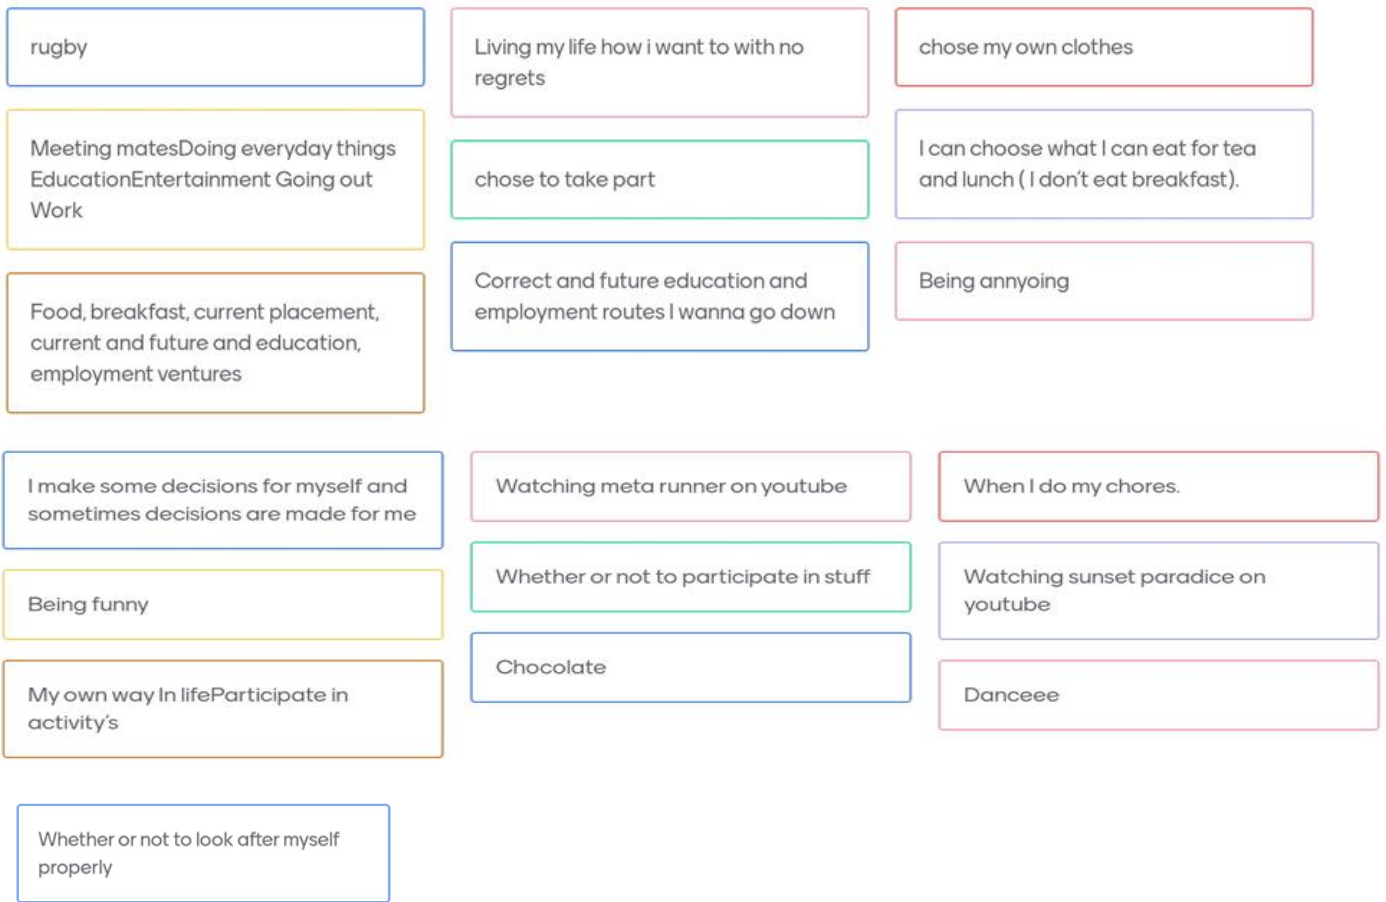 rugby
Meeting matesDoing everyday things
EducationEntertainment Going out
Work
Food, breakfast, current placement,
current and future and education,
employment ventures
Living my life how i want to with no
regrets
chose to take part
Correct and future education and
employment routes I wanna go down
chose my own clothes
I can choose what I can eat for tea
and lunch ( I don’t eat breakfast).
Being annyoing
I make some decisions for myself and
sometimes decisions are made for me
Being funny
My own way In lifeParticipate in
activity’s
Watching meta runner on youtube
Whether or not to participate in stuff
Chocolate
When I do my chores.
Watching sunset paradice on
youtube
Danceee
Whether or not to look after myself
properly